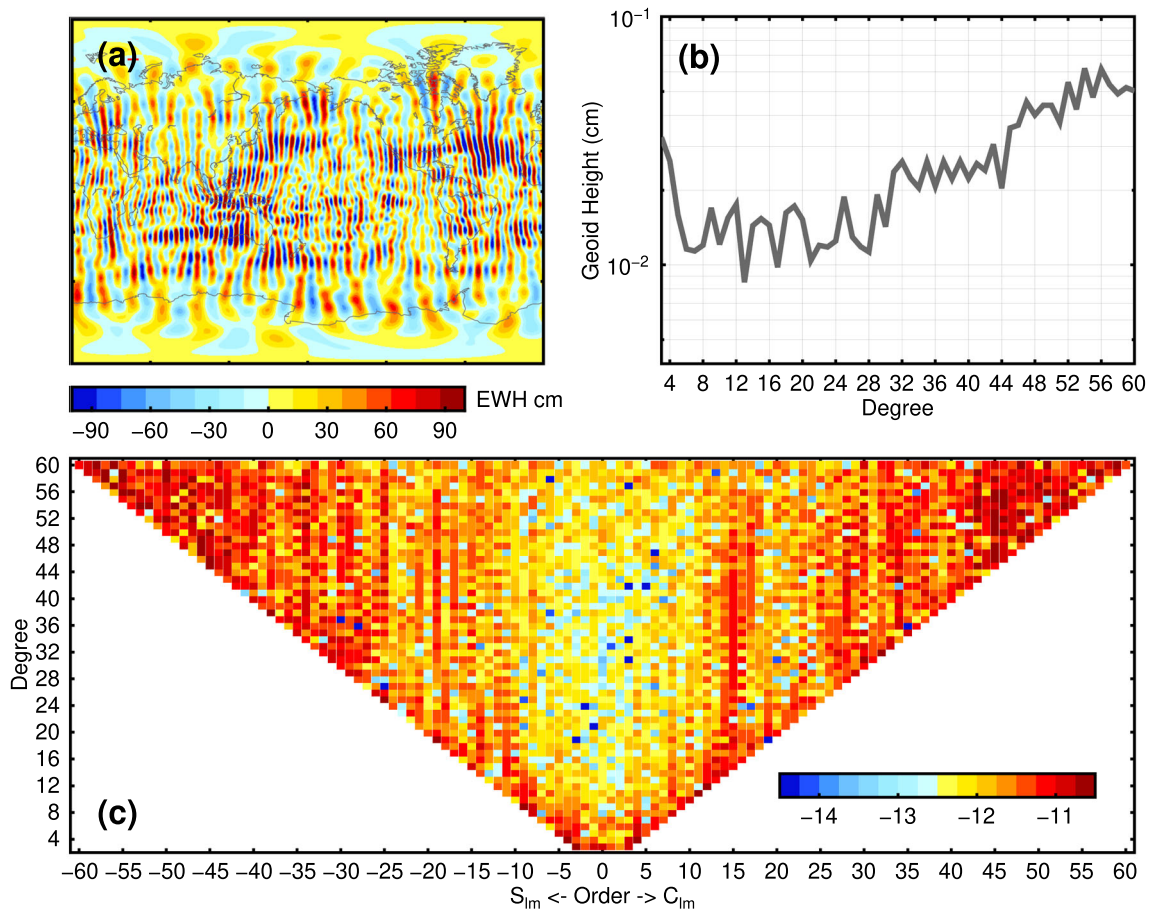 (a)
EWH cm
−90 −60 −30 0 30 60 90
(b)
10−1
10−2
Geoid Height (cm)
4 8 12 16 20 24 28 32 36 40 44 48 52 56 60
Degree
60
56
52
48
44
40
36
32
28
24
20
16
12
8
4
Degree
(c)
−14 −13 −12 −11
−60 −55 −50 −45 −40 −35 −30 −25 −20 −15 −10 −5 0 5 10 15 20 25 30 35 40 45 50 55 60
Slm <- Order -> Clm